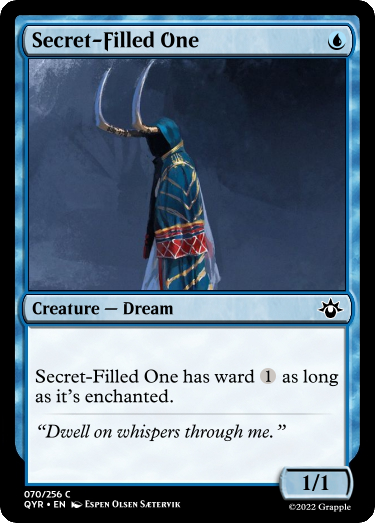 Secret-Filled One
Creature — Dream
Secret-Filled One has ward 1 as long
as it's enchanted.
“Dwell on whispers through me.”
1/1
070/256 C
QYR • EN Espen Olsen Sætervik
©2022 Grapple